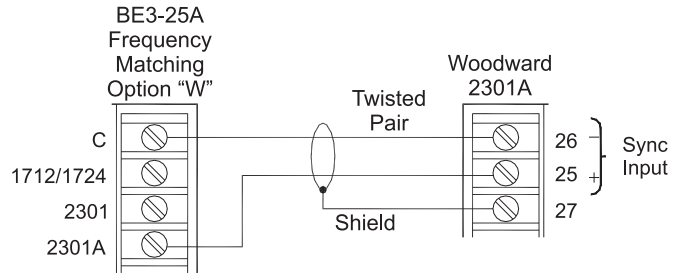 BE3-25A
Frequency
Matching
Option “W”
Woodward
2301A
Twisted
Pair
C
1712/1724
2301
2301A
Shield
26 –
25 +
27
Sync
Input